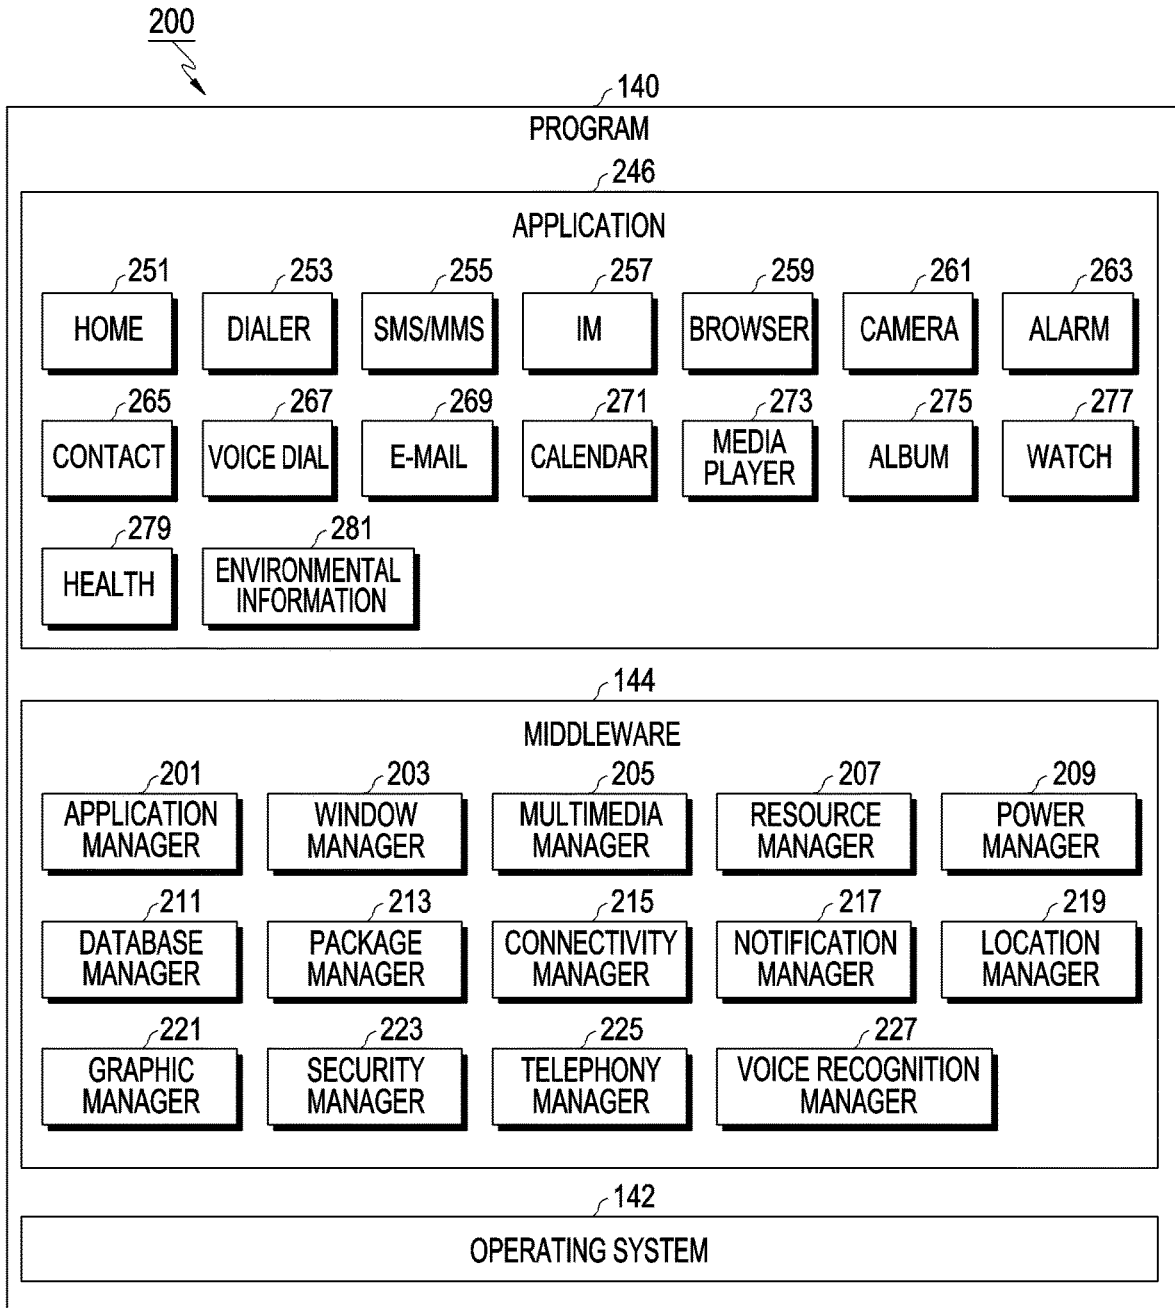 200
140
PROGRAM
246
APPLICATION
251 253 255 257 259 261 263
HOME DIALER SMS/MMS IM BROWSER CAMERA ALARM
265 267 269 271 273 275 277
CONTACT VOICE DIAL E-MAIL CALENDAR MEDIA PLAYER ALBUM WATCH
279 281
HEALTH ENVIRONMENTAL INFORMATION
144
MIDDLEWARE
201 203 205 207 209
APPLICATION MANAGER WINDOW MANAGER MULTIMEDIA MANAGER RESOURCE MANAGER POWER MANAGER
211 213 215 217 219
DATABASE MANAGER PACKAGE MANAGER CONNECTIVITY MANAGER NOTIFICATION MANAGER LOCATION MANAGER
221 223 225 227
GRAPHIC MANAGER SECURITY MANAGER TELEPHONY MANAGER VOICE RECOGNITION MANAGER
142
OPERATING SYSTEM